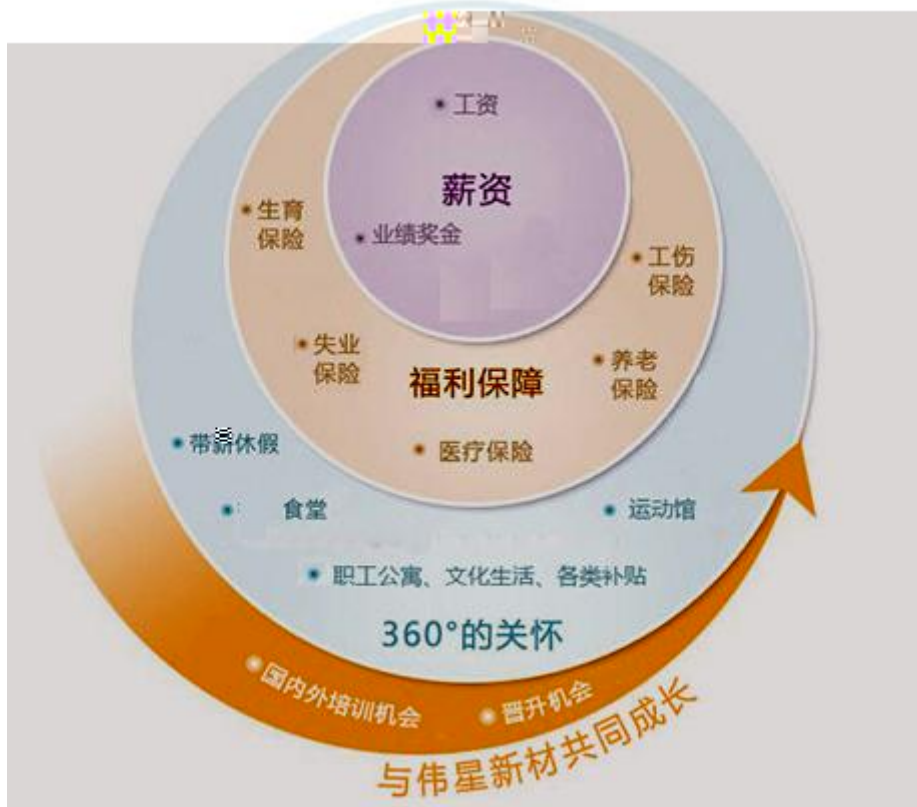 工资
薪资
业绩奖金
生育
保险
工伤
保险
失业
保险
养老
保险
福利保障
医疗保险
带薪休假
食堂
运动馆
职工公寓、文化生活、各类补贴
360°的关怀
国内外培训机会
晋升机会
与伟星新材共同成长